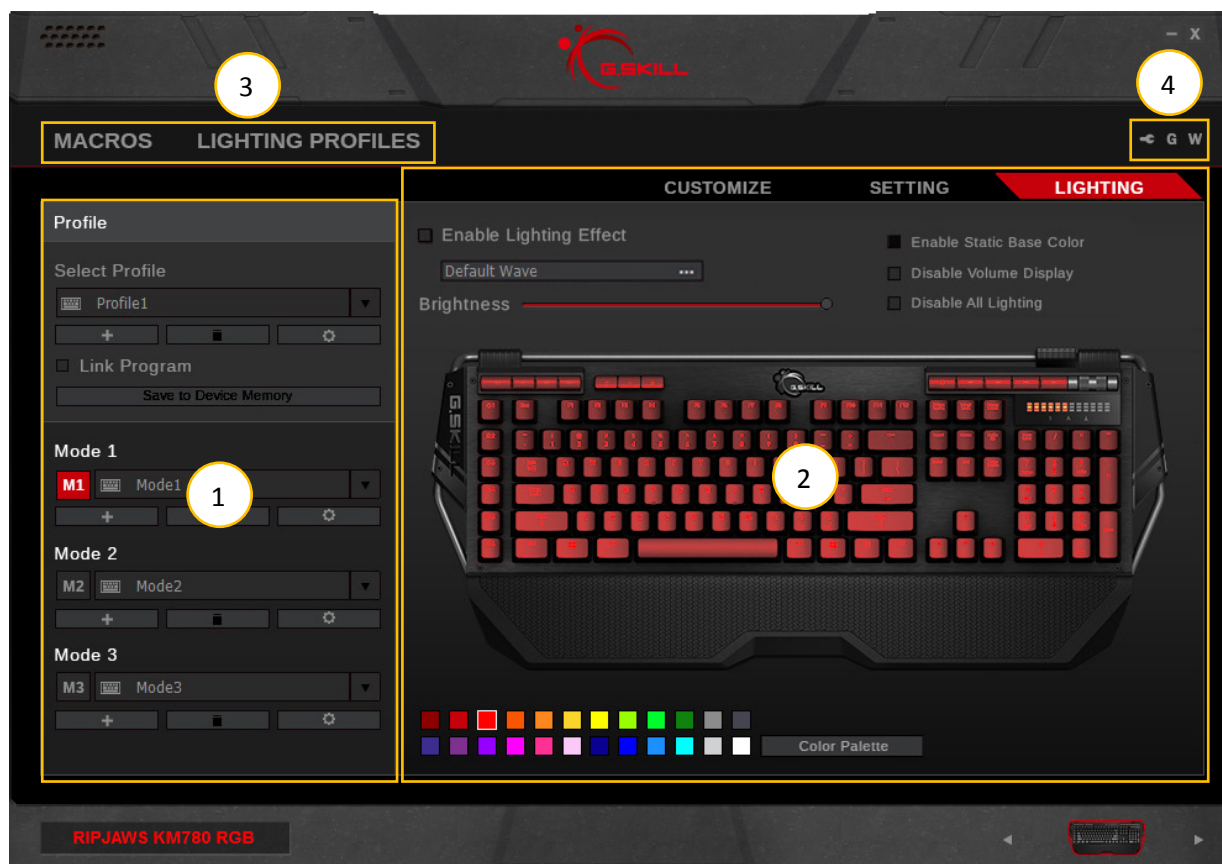 G.SKILL
– X
3
4
MACROS LIGHTING PROFILES
G W
CUSTOMIZE SETTING LIGHTING
Profile
Enable Lighting Effect
Enable Static Base Color
Select Profile
Default Wave ...
Disable Volume Display
Profile1
Brightness
Disable All Lighting
Link Program
Save to Device Memory
G.SKILL
G.SKILL
Mode 1
M1 Mode1
1
2
Mode 2
M2 Mode2
Mode 3
M3 Mode3
Color Palette
RIPJAWS KM780 RGB